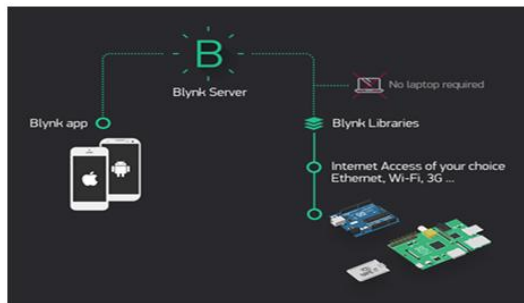 B
Blynk Server
No laptop required
Blynk app
Blynk Libraries
Internet Access of your choice
Ethernet, Wi-Fi, 3G ...